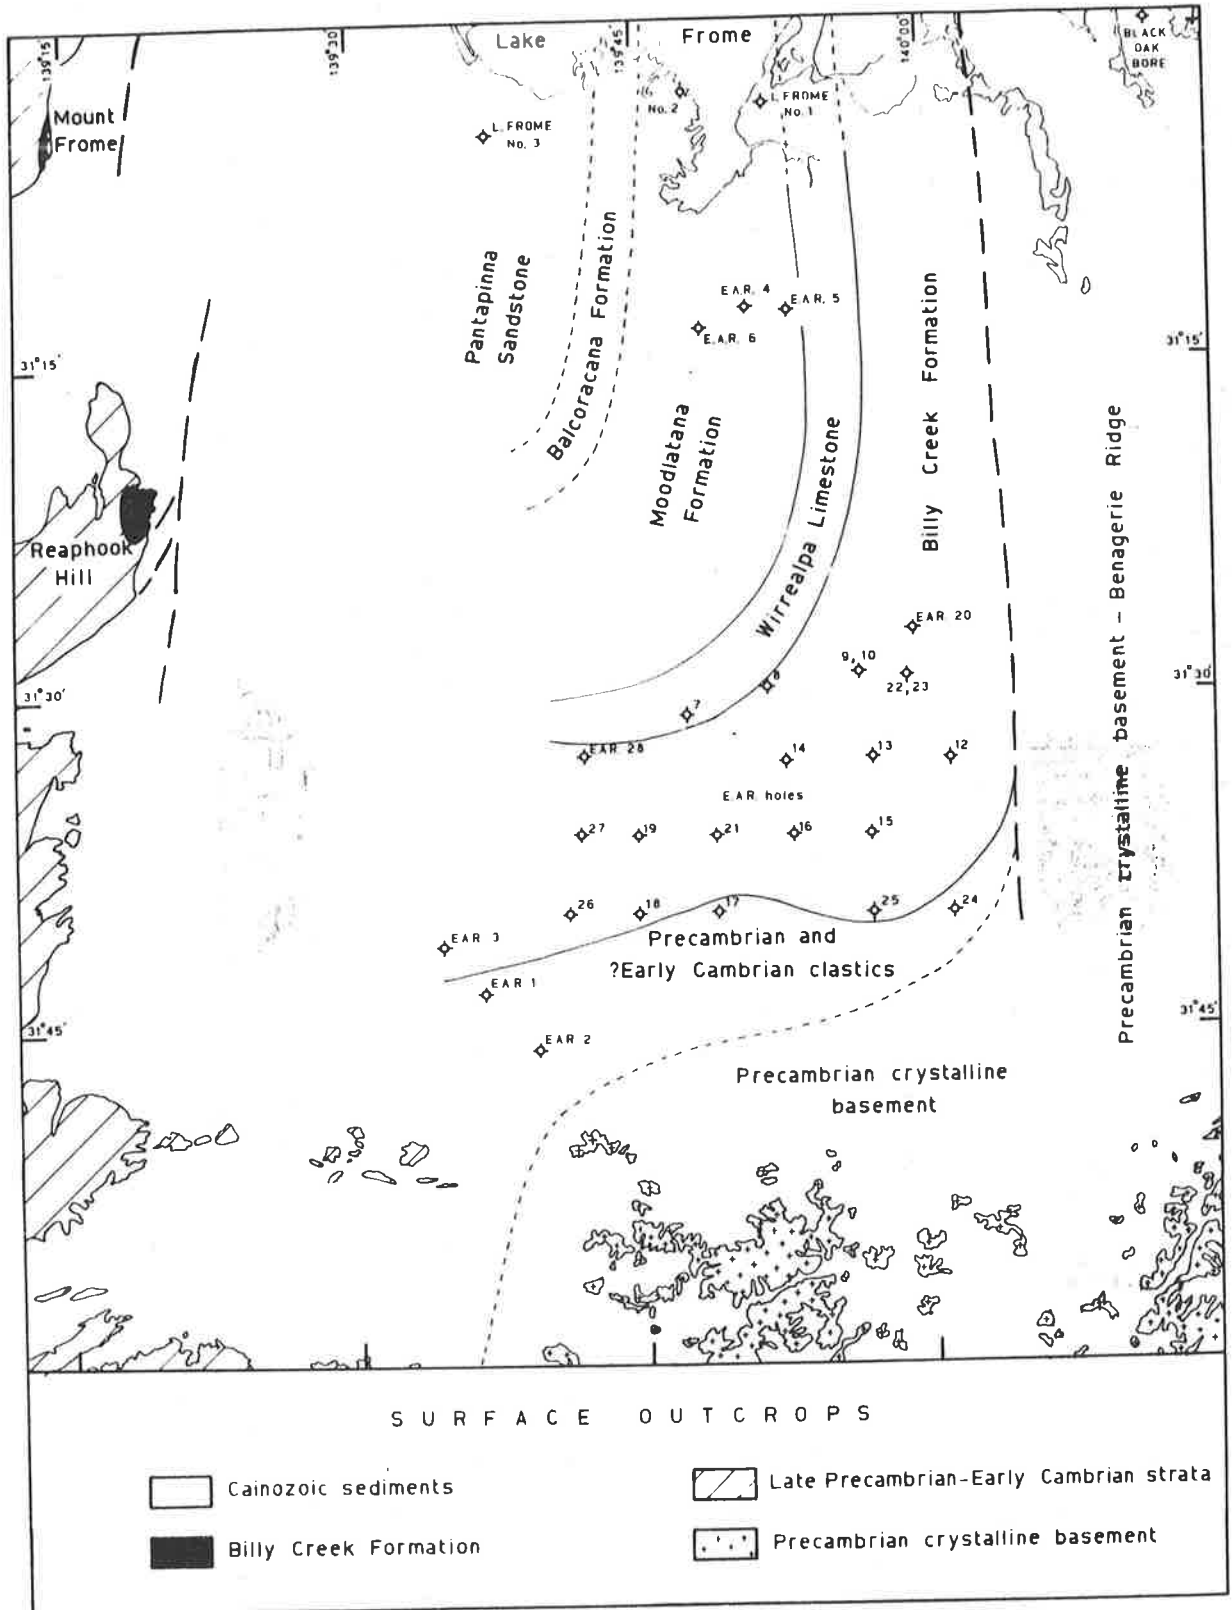 139°15'
139°30'
Lake
139°45'
Frome
140°00'
BLACK
OAK
BORE
Mount
Frome
L. FROME
No. 3
No. 2
L. FROME
No. 1
Pantapinna
Sandstone
Balcoracana Formation
E.A.R. 4
E.A.R. 5
E.A.R. 6
Moodlatana
Formation
Wirrealpa Limestone
Billy Creek Formation
Precambrian crystalline basement – Benagerie Ridge
31°15'
31°15'
Reaphook
Hill
EAR 20
9, 10
22,23
31°30'
31°30'
8
7
EAR 28
14
13
12
E.A.R. holes
27
19
21
16
15
26
18
17
25
24
EAR 3
Precambrian and
?Early Cambrian clastics
EAR 1
EAR 2
31°45'
31°45'
Precambrian crystalline
basement
SURFACE OUTCROPS
Cainozoic sediments
Late Precambrian–Early Cambrian strata
Billy Creek Formation
Precambrian crystalline basement